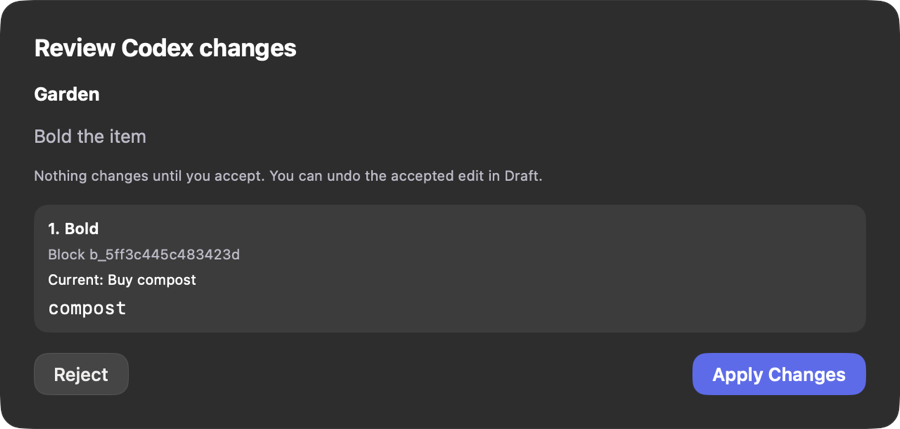 Review Codex changes
Garden
Bold the item
Nothing changes until you accept. You can undo the accepted edit in Draft.
1. Bold
Block b_5ff3c445c483423d
Current: Buy compost
compost
Reject
Apply Changes